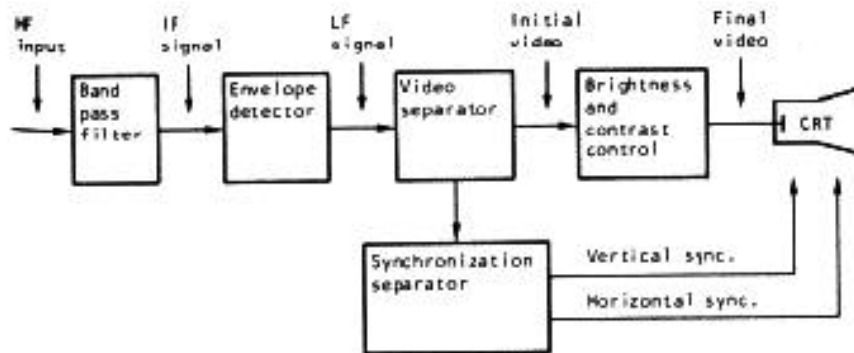 HF
input
IF
signal
LF
signal
Initial
video
Final
video
Band
pass
filter
Envelope
detector
Video
separator
Brightness
and
contrast
control
CRT
Synchronization
separator
Vertical sync.
Horizontal sync.